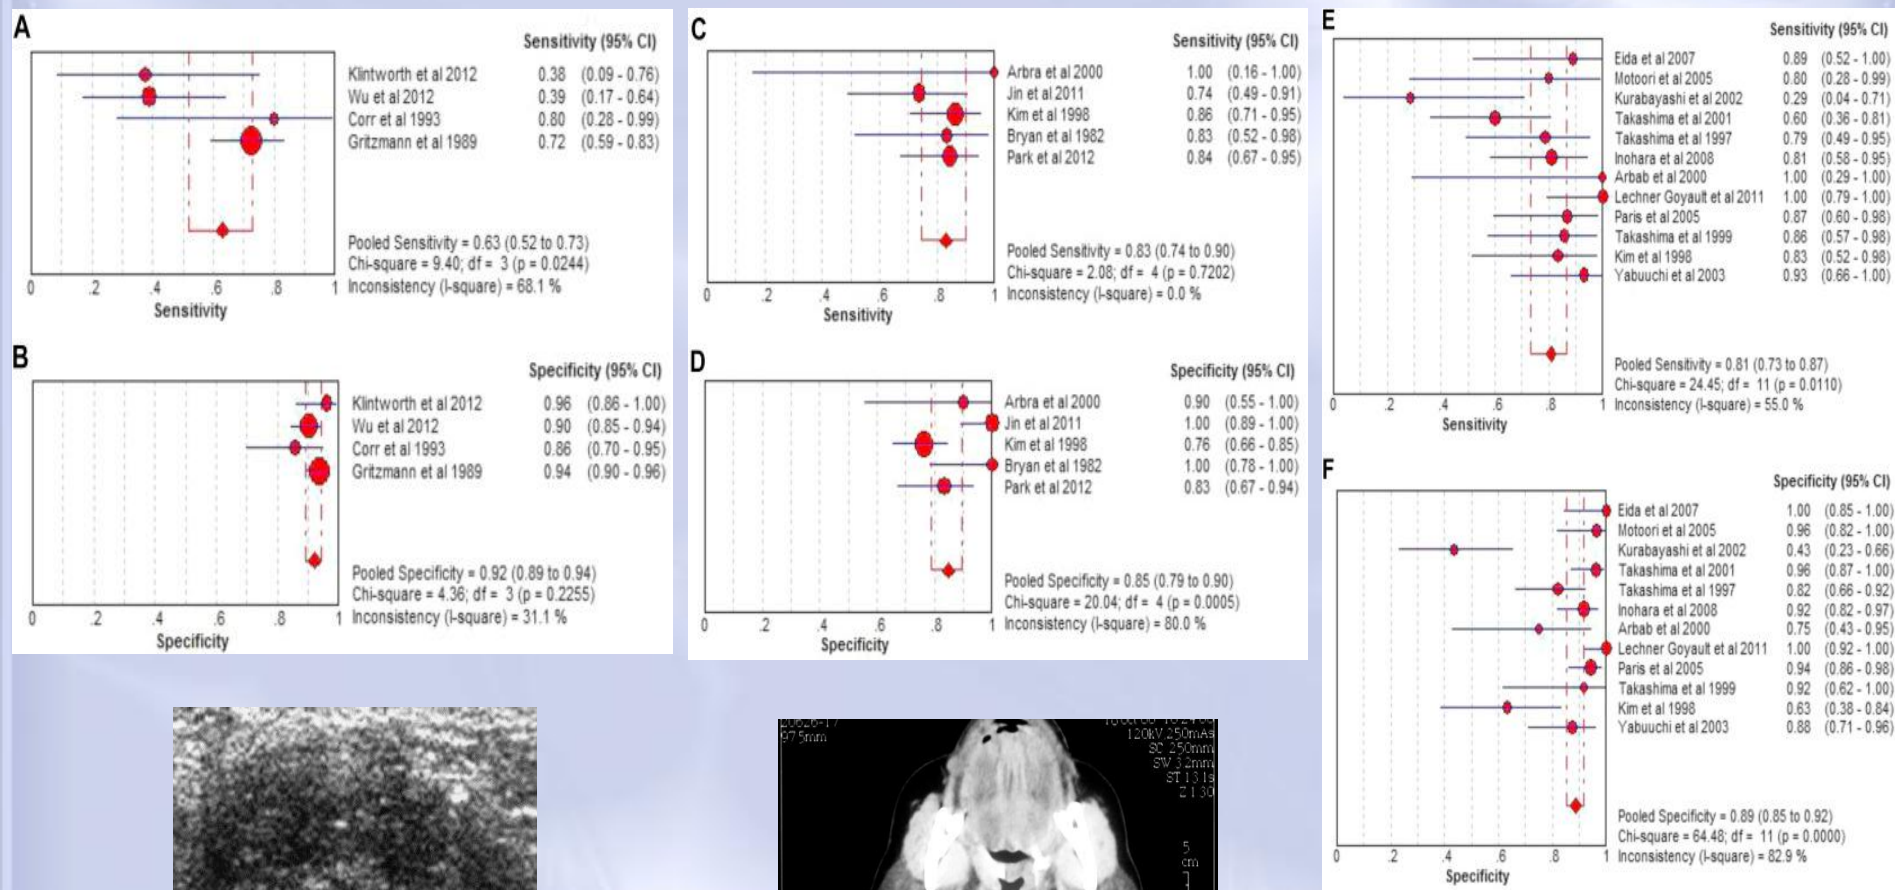 A
Sensitivity (95% CI)
Klintworth et al 2012 0.38 (0.09 - 0.76)
Wu et al 2012 0.39 (0.17 - 0.64)
Corr et al 1993 0.80 (0.28 - 0.99)
Gritzmann et al 1989 0.72 (0.59 - 0.83)
Pooled Sensitivity = 0.63 (0.52 to 0.73)
Chi-square = 9.40; df = 3 (p = 0.0244)
Inconsistency (I-square) = 68.1 %
0 .2 .4 .6 .8 1
Sensitivity
B
Specificity (95% CI)
Klintworth et al 2012 0.96 (0.86 - 1.00)
Wu et al 2012 0.90 (0.85 - 0.94)
Corr et al 1993 0.86 (0.70 - 0.95)
Gritzmann et al 1989 0.94 (0.90 - 0.96)
Pooled Specificity = 0.92 (0.89 to 0.94)
Chi-square = 4.36; df = 3 (p = 0.2255)
Inconsistency (I-square) = 31.1 %
0 .2 .4 .6 .8 1
Specificity
C
Sensitivity (95% CI)
Arbra et al 2000 1.00 (0.16 - 1.00)
Jin et al 2011 0.74 (0.49 - 0.91)
Kim et al 1998 0.86 (0.71 - 0.95)
Bryan et al 1982 0.83 (0.52 - 0.98)
Park et al 2012 0.84 (0.67 - 0.95)
Pooled Sensitivity = 0.83 (0.74 to 0.90)
Chi-square = 2.08; df = 4 (p = 0.7202)
Inconsistency (I-square) = 0.0 %
0 .2 .4 .6 .8 1
Sensitivity
D
Specificity (95% CI)
Arbra et al 2000 0.90 (0.55 - 1.00)
Jin et al 2011 1.00 (0.89 - 1.00)
Kim et al 1998 0.76 (0.66 - 0.85)
Bryan et al 1982 1.00 (0.78 - 1.00)
Park et al 2012 0.83 (0.67 - 0.94)
Pooled Specificity = 0.85 (0.79 to 0.90)
Chi-square = 20.04; df = 4 (p = 0.0005)
Inconsistency (I-square) = 80.0 %
0 .2 .4 .6 .8 1
Specificity
E
Sensitivity (95% CI)
Eida et al 2007 0.89 (0.52 - 1.00)
Motoori et al 2005 0.80 (0.28 - 0.99)
Kurabayashi et al 2002 0.29 (0.04 - 0.71)
Takashima et al 2001 0.60 (0.36 - 0.81)
Takashima et al 1997 0.79 (0.49 - 0.95)
Inohara et al 2008 0.81 (0.58 - 0.95)
Arbab et al 2000 1.00 (0.29 - 1.00)
Lechner Goyault et al 2011 1.00 (0.79 - 1.00)
Paris et al 2005 0.87 (0.60 - 0.98)
Takashima et al 1999 0.86 (0.57 - 0.98)
Kim et al 1998 0.83 (0.52 - 0.98)
Yabuuchi et al 2003 0.93 (0.66 - 1.00)
Pooled Sensitivity = 0.81 (0.73 to 0.87)
Chi-square = 24.45; df = 11 (p = 0.0110)
Inconsistency (I-square) = 55.0 %
0 .2 .4 .6 .8 1
Sensitivity
F
Specificity (95% CI)
Eida et al 2007 1.00 (0.85 - 1.00)
Motoori et al 2005 0.96 (0.82 - 1.00)
Kurabayashi et al 2002 0.43 (0.23 - 0.66)
Takashima et al 2001 0.96 (0.87 - 1.00)
Takashima et al 1997 0.82 (0.66 - 0.92)
Inohara et al 2008 0.92 (0.82 - 0.97)
Arbab et al 2000 0.75 (0.43 - 0.95)
Lechner Goyault et al 2011 1.00 (0.92 - 1.00)
Paris et al 2005 0.94 (0.86 - 0.98)
Takashima et al 1999 0.92 (0.62 - 1.00)
Kim et al 1998 0.63 (0.38 - 0.84)
Yabuuchi et al 2003 0.88 (0.71 - 0.96)
Pooled Specificity = 0.89 (0.85 to 0.92)
Chi-square = 64.48; df = 11 (p = 0.0000)
Inconsistency (I-square) = 82.9 %
0 .2 .4 .6 .8 1
Specificity
975mm
120kV,250mAs
SC 250mm
SW 3.2mm
5
cm